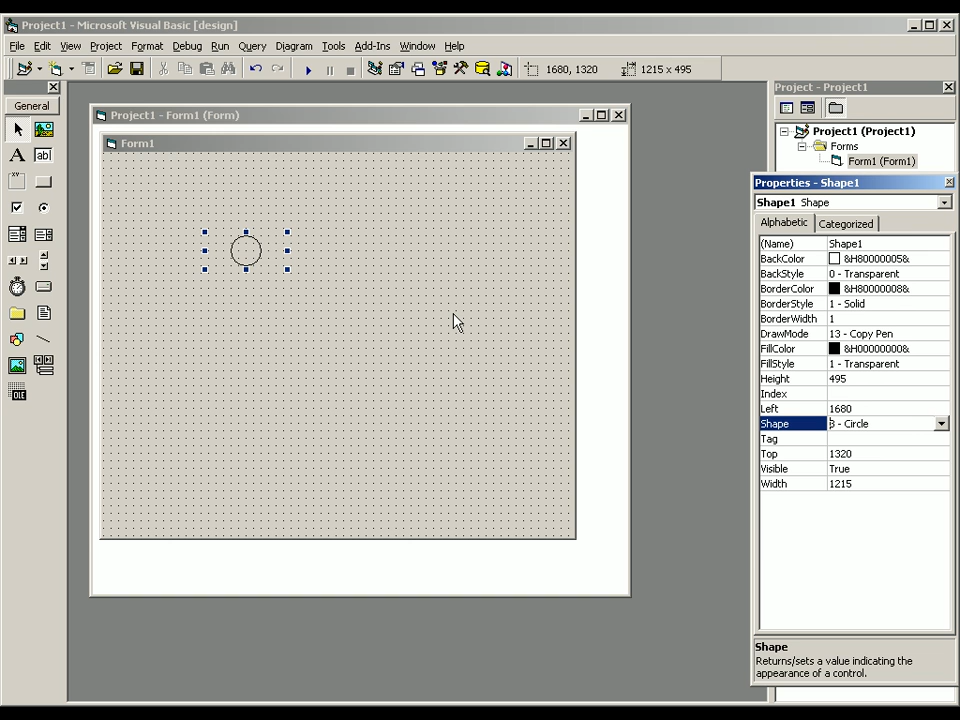 Project1 - Microsoft Visual Basic [design]
File Edit View Project Format Debug Run Query Diagram Tools Add-Ins Window Help
1680, 1320 1215 x 495
General
A ab|
XY
OLE
Project1 - Form1 (Form)
Form1
Project - Project1
Project1 (Project1)
Forms
Form1 (Form1)
Properties - Shape1
Shape1 Shape
Alphabetic Categorized
(Name) Shape1
BackColor &H80000005&
BackStyle 0 - Transparent
BorderColor &H80000008&
BorderStyle 1 - Solid
BorderWidth 1
DrawMode 13 - Copy Pen
FillColor &H00000000&
FillStyle 1 - Transparent
Height 495
Index
Left 1680
Shape 3 - Circle
Tag
Top 1320
Visible True
Width 1215
Shape
Returns/sets a value indicating the
appearance of a control.